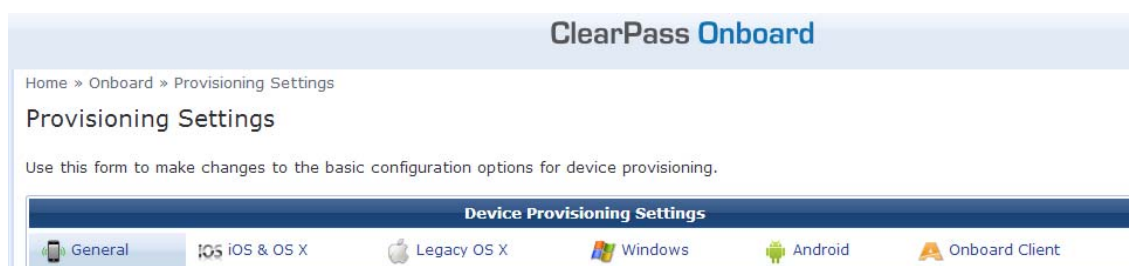 ClearPass Onboard
Home » Onboard » Provisioning Settings
Provisioning Settings
Use this form to make changes to the basic configuration options for device provisioning.
Device Provisioning Settings
General iOS iOS & OS X Legacy OS X Windows Android Onboard Client